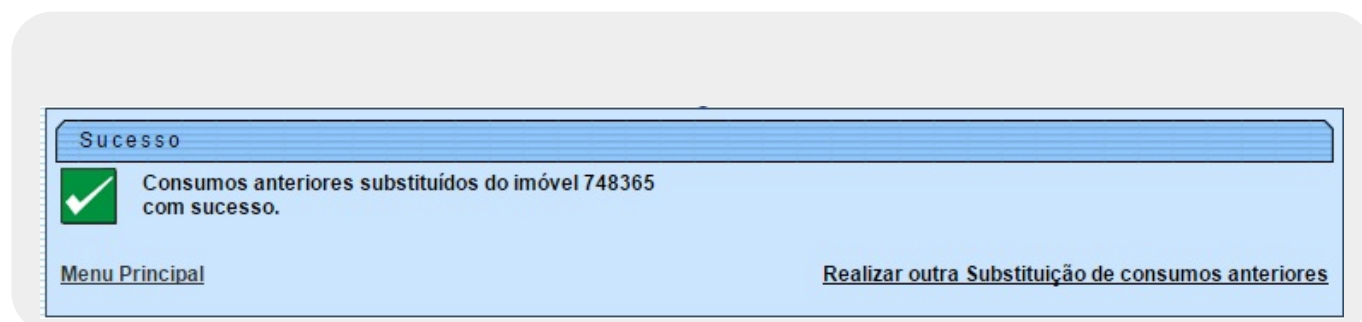 Sucesso
Consumos anteriores substituídos do imóvel 748365
com sucesso.
Menu Principal Realizar outra Substituição de consumos anteriores